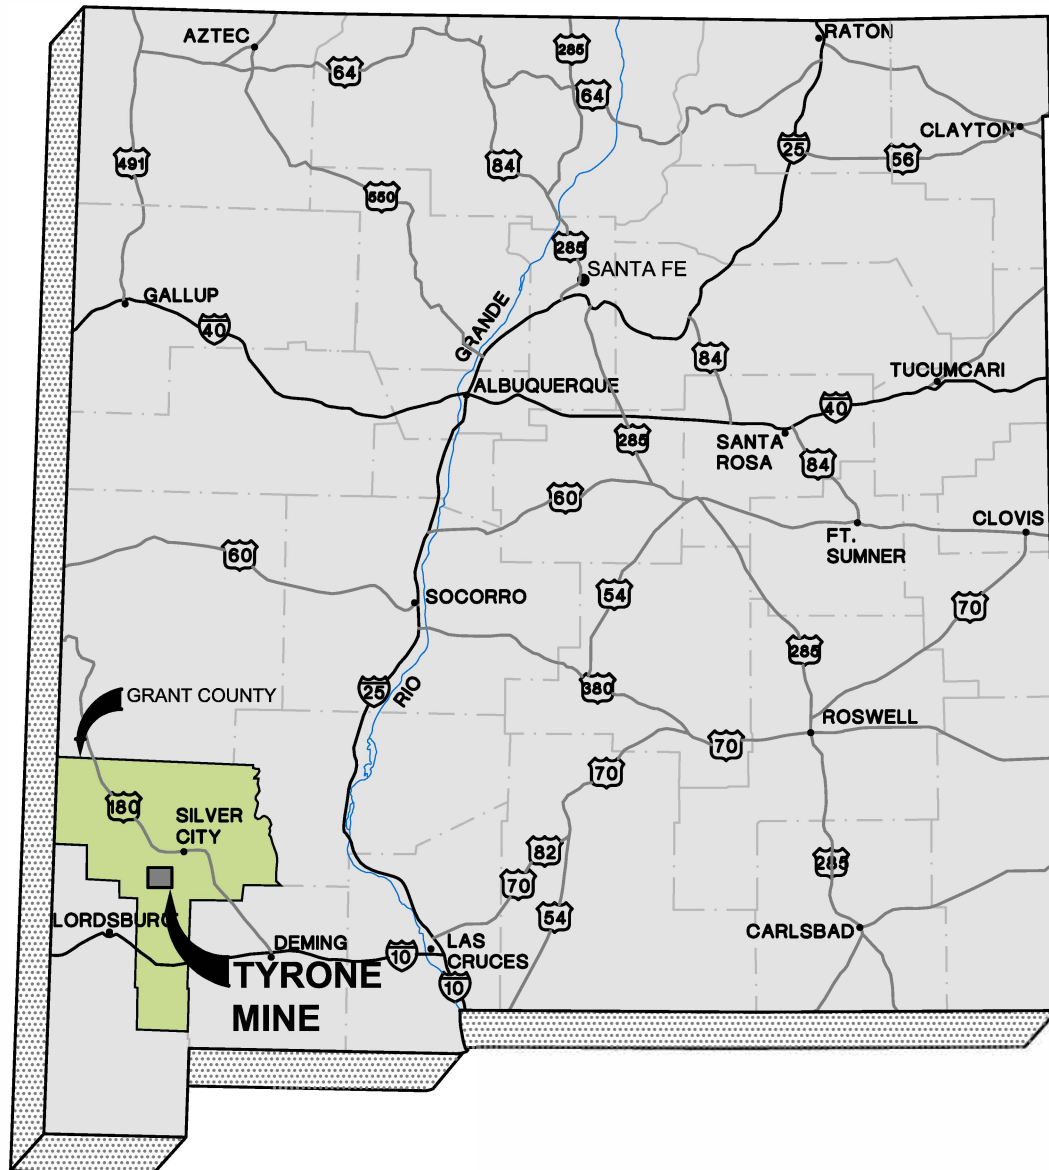 AZTEC
RATON
285
64
64
CLAYTON
25
56
491
84
550
285
SANTA FE
GALLUP
40
GRANDE
84
TUCUMCARI
ALBUQUERQUE
40
285
SANTA
ROSA
84
60
CLOVIS
FT.
SUMNER
60
54
SOCORRO
70
285
25
RIO
380
GRANT COUNTY
ROSWELL
70
70
180
SILVER
CITY
82
285
70
54
LORDSBURG
CARLSBAD
DEMING
10
LAS
CRUCES
10
TYRONE
MINE